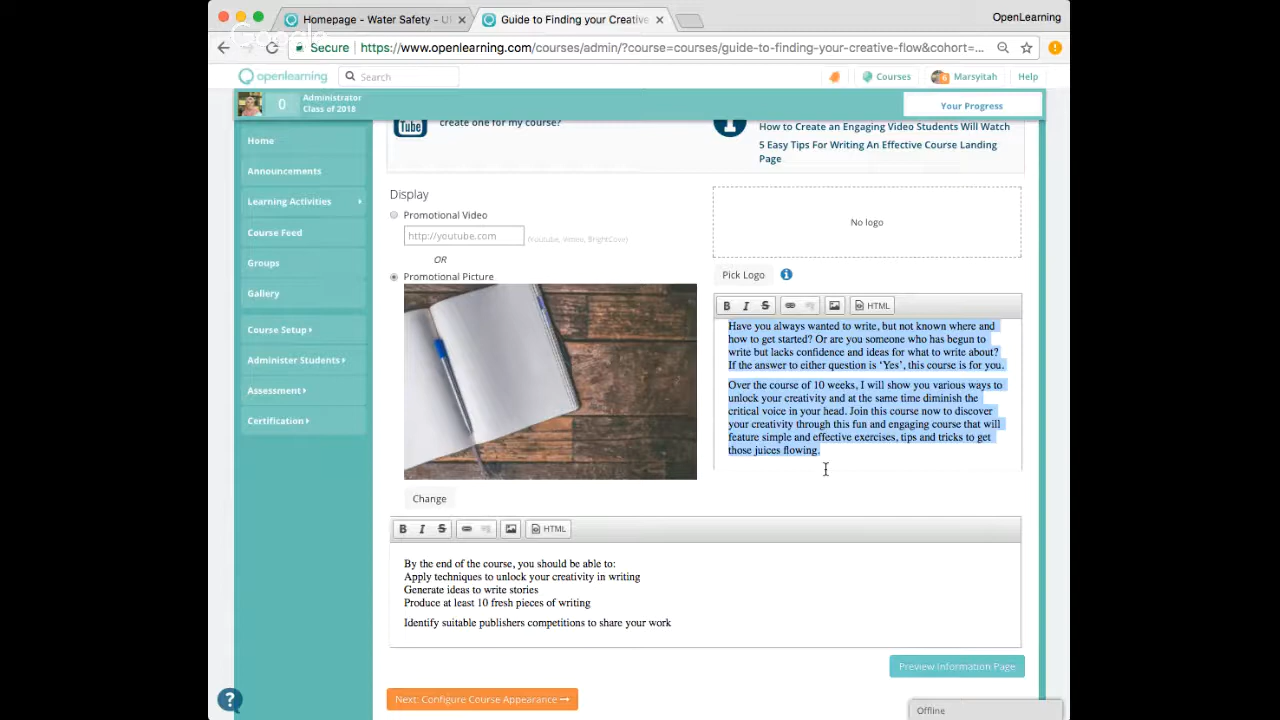 Homepage - Water Safety - U
Guide to Finding your Creative
OpenLearning
Google
Secure
https://www.openlearning.com/courses/admin/?course=courses/guide-to-finding-your-creative-flow&cohort=...
openlearning
Search
Courses
Marsyitah
Help
0
Administrator
Class of 2018
Your Progress
Home
Announcements
Learning Activities
Course Feed
Groups
Gallery
Course Setup
Administer Students
Assessment
Certification
Tube
create one for my course?
How to Create an Engaging Video Students Will Watch
5 Easy Tips For Writing An Effective Course Landing
Page
Display
Promotional Video
http://youtube.com
(Youtube, Vimeo, BrightCove)
OR
Promotional Picture
Change
No logo
Pick Logo
B I S HTML
Have you always wanted to write, but not known where and
how to get started? Or are you someone who has begun to
write but lacks confidence and ideas for what to write about?
If the answer to either question is ‘Yes’, this course is for you.
Over the course of 10 weeks, I will show you various ways to
unlock your creativity and at the same time diminish the
critical voice in your head. Join this course now to discover
your creativity through this fun and engaging course that will
feature simple and effective exercises, tips and tricks to get
those juices flowing.
B I S HTML
By the end of the course, you should be able to:
Apply techniques to unlock your creativity in writing
Generate ideas to write stories
Produce at least 10 fresh pieces of writing
Identify suitable publishers competitions to share your work
Preview Information Page
Next: Configure Course Appearance →
?
Offline